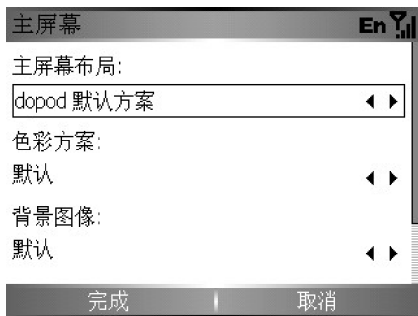 主屏幕 En
主屏幕布局:
dopod 默认方案
色彩方案:
默认
背景图像:
默认
完成 取消